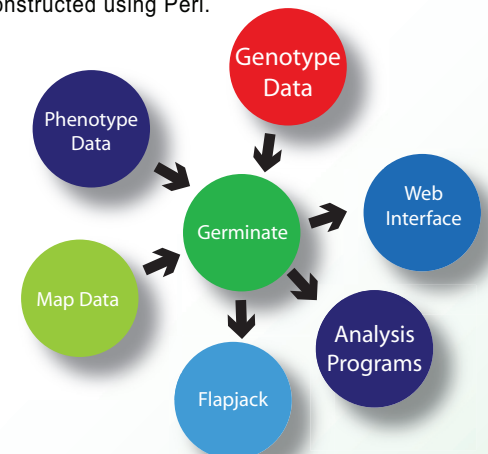 onstructed using Perl.
Genotype
Data
Phenotype
Data
Web
Interface
Germinate
Map Data
Analysis
Programs
Flapjack